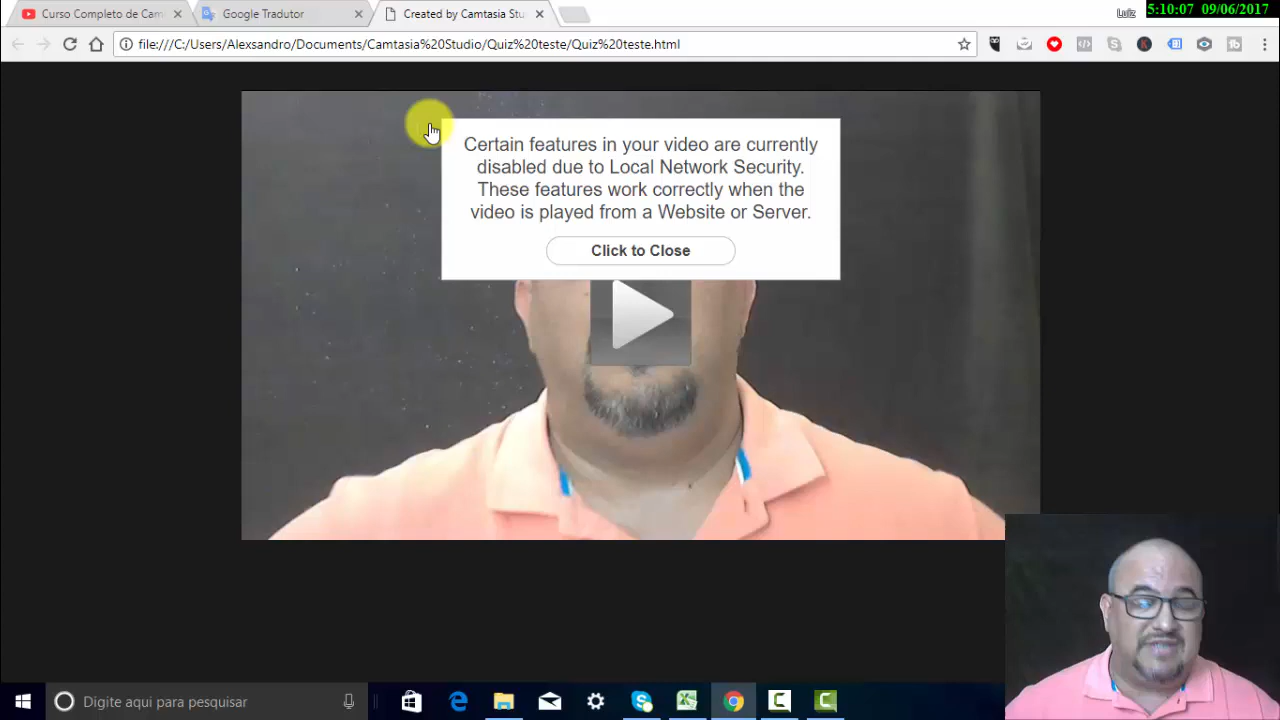 Curso Completo de Cam
Google Tradutor
Created by Camtasia Stu
Luiz
5:10:07 09/06/2017
file:///C:/Users/Alexsandro/Documents/Camtasia%20Studio/Quiz%20teste/Quiz%20teste.html
Certain features in your video are currently
disabled due to Local Network Security.
These features work correctly when the
video is played from a Website or Server.
Click to Close
Digite aqui para pesquisar